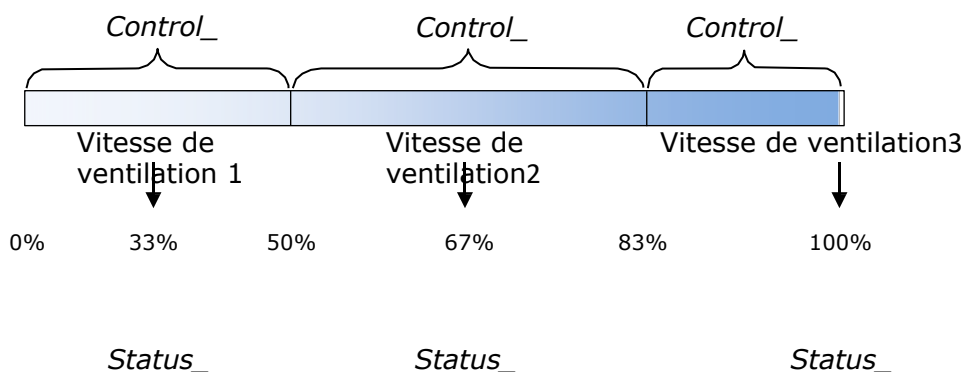 Control_ Control_ Control_
Vitesse de Vitesse de Vitesse de ventilation3
ventilation 1 ventilation2
0% 33% 50% 67% 83% 100%
Status_ Status_ Status_